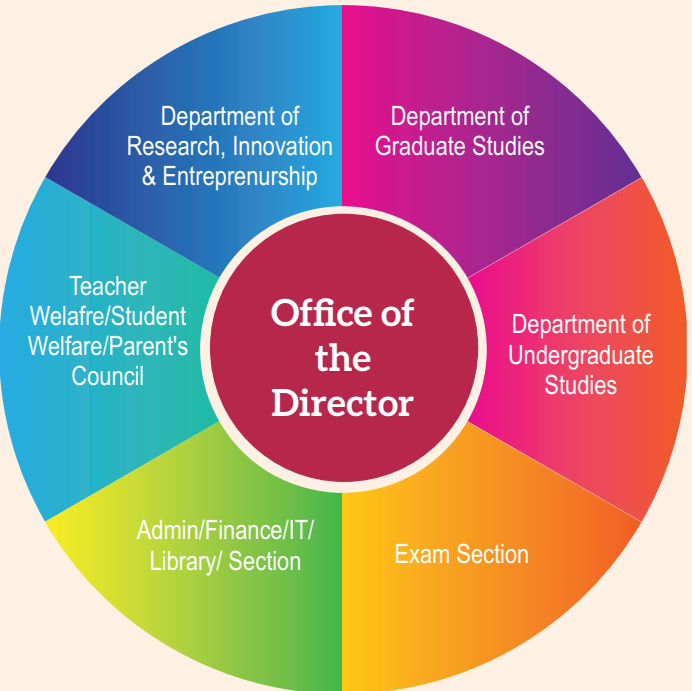 Department of
Research, Innovation
& Entreprenurship
Department of
Graduate Studies
Teacher
Welafre/Student
Welfare/Parent's
Council
Office of
the
Director
Department of
Undergraduate
Studies
Admin/Finance/IT/
Library/ Section
Exam Section